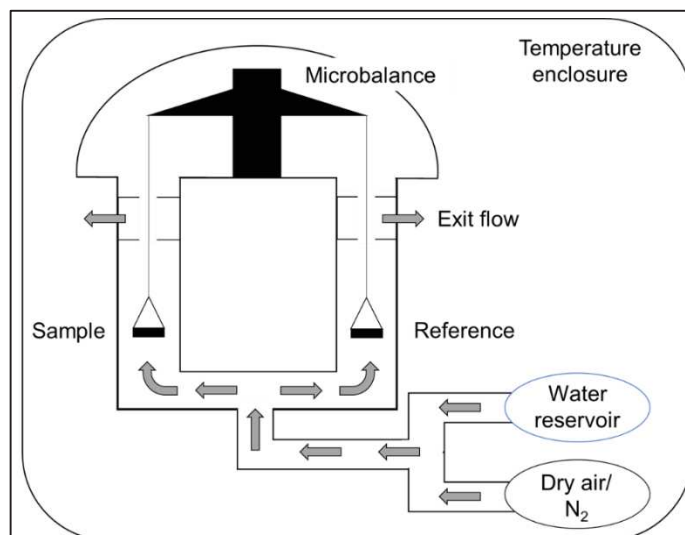 Temperature
enclosure
Microbalance
Exit flow
Sample
Reference
Water
reservoir
Dry air/
N₂